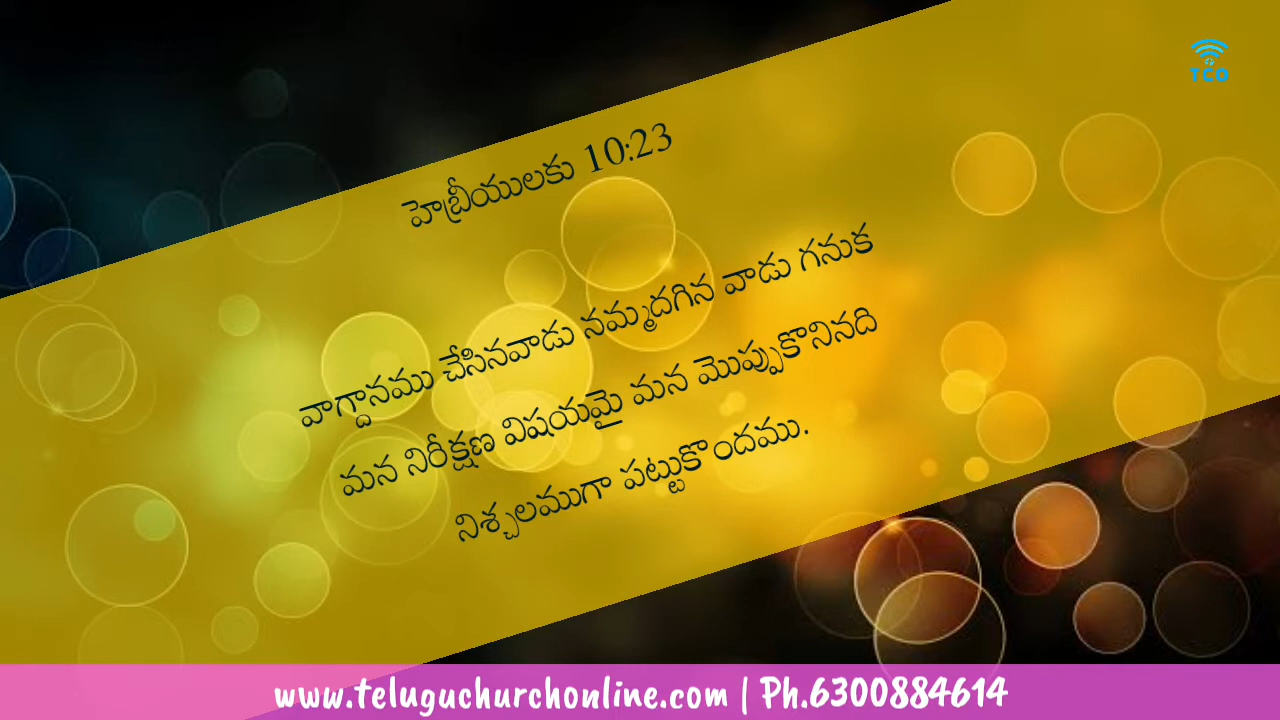 TCO
హెబ్రీయులకు 10:23
వాగ్దానము చేసినవాడు నమ్మదగిన వాడు గనుక
మన నిరీక్షణ విషయమై మన మొప్పుకొనినది
నిశ్చలముగా పట్టుకొందము.
www.teluguchurchonline.com | Ph.6300884614